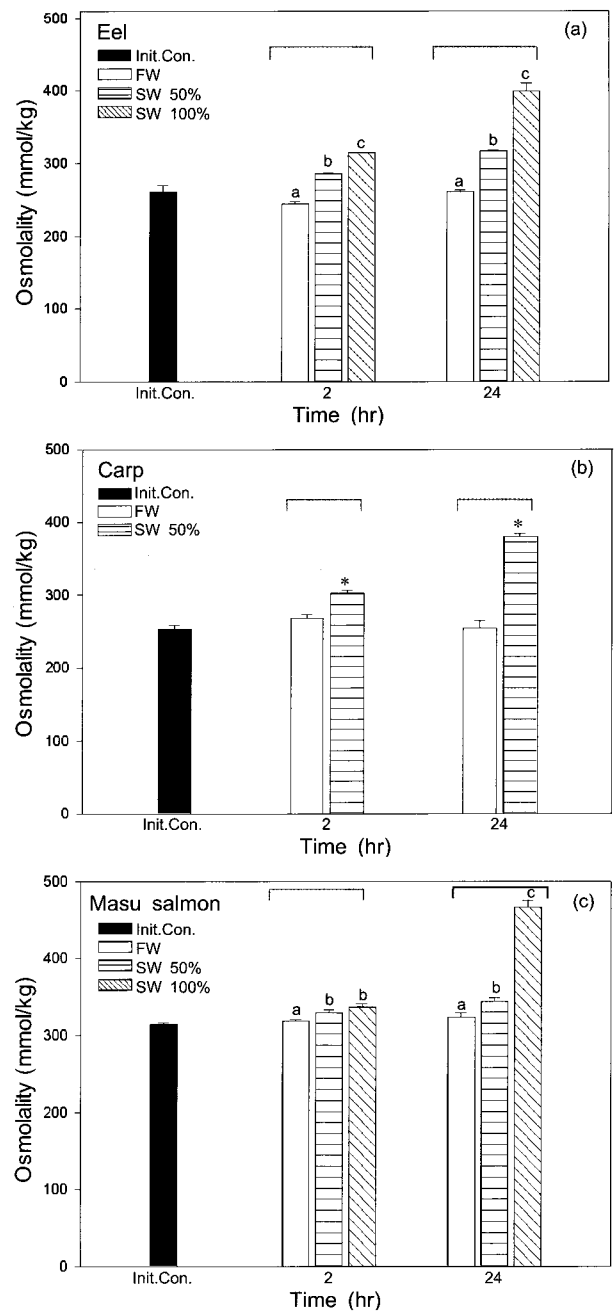 Eel
(a)
Init.Con.
FW
SW 50%
SW 100%
500
400
300
200
100
0
Osmolality (mmol/kg)
a
b
c
a
b
c
Init.Con.
2
24
Time (hr)
Carp
(b)
Init.Con.
FW
SW 50%
500
400
300
200
100
0
Osmolality (mmol/kg)
*
*
Init.Con.
2
24
Time (hr)
Masu salmon
(c)
Init.Con.
FW
SW 50%
SW 100%
500
400
300
200
100
0
Osmolality (mmol/kg)
a
b
b
a
b
c
Init.Con.
2
24
Time (hr)